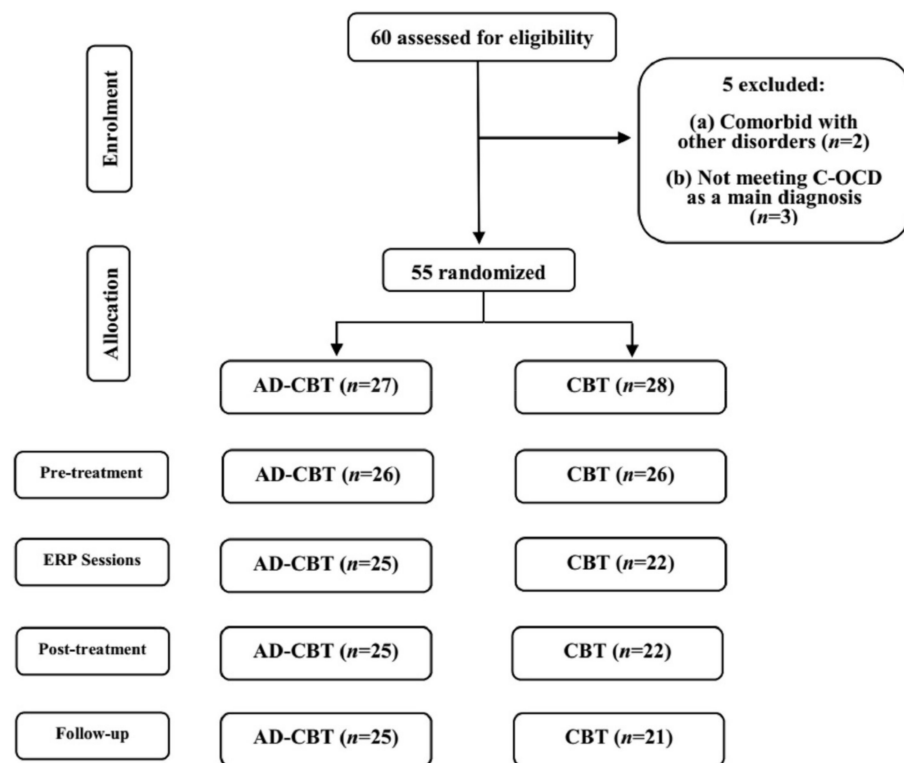 60 assessed for eligibility
Enrolment
5 excluded:
(a) Comorbid with
other disorders (n=2)
(b) Not meeting C-OCD
as a main diagnosis
(n=3)
Allocation
55 randomized
AD-CBT (n=27)
CBT (n=28)
Pre-treatment
AD-CBT (n=26)
CBT (n=26)
ERP Sessions
AD-CBT (n=25)
CBT (n=22)
Post-treatment
AD-CBT (n=25)
CBT (n=22)
Follow-up
AD-CBT (n=25)
CBT (n=21)